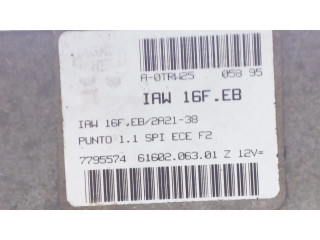 A-0TRW25 058 95
IAW 16F.EB
IAW 16F.EB/2A21-38
PUNTO 1.1 SPI ECE F2
7795574 61602.063.01 Z 12V=